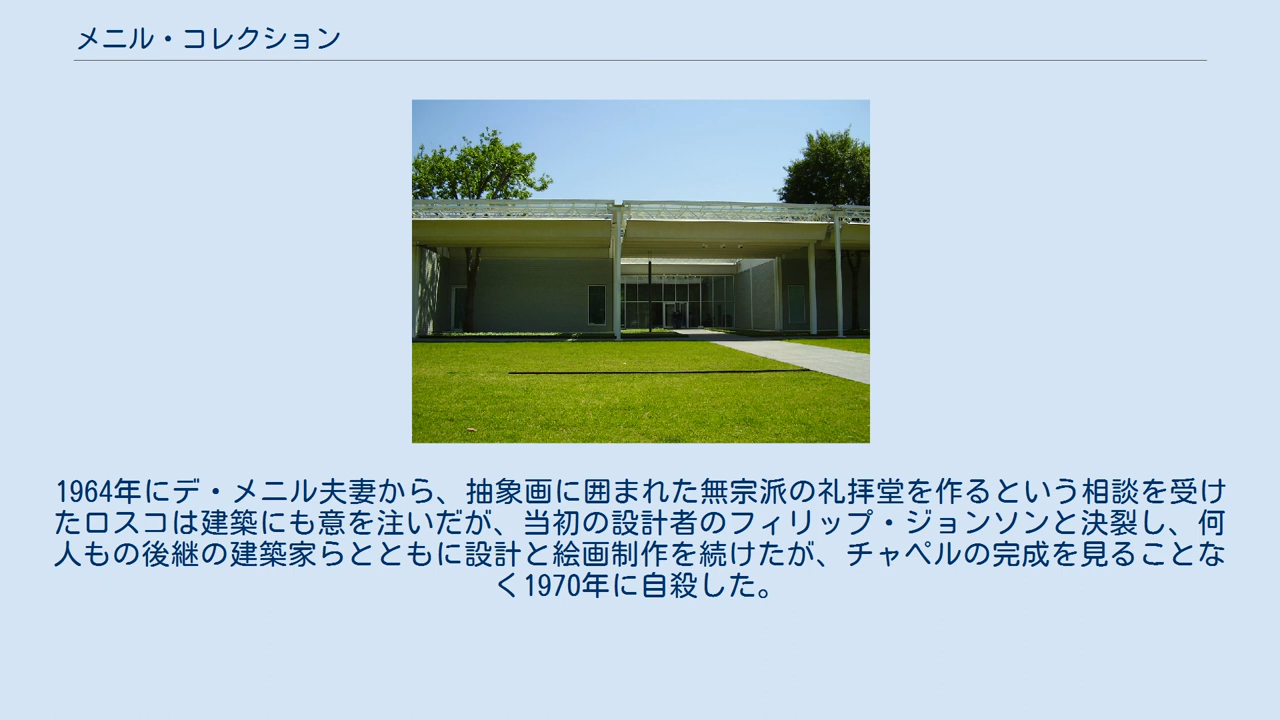 メニル・コレクション
1964年にデ・メニル夫妻から、抽象画に囲まれた無宗派の礼拝堂を作るという相談を受け
たロスコは建築にも意を注いだが、当初の設計者のフィリップ・ジョンソンと決裂し、何
人もの後継の建築家らとともに設計と絵画制作を続けたが、チャペルの完成を見ることな
く1970年に自殺した。